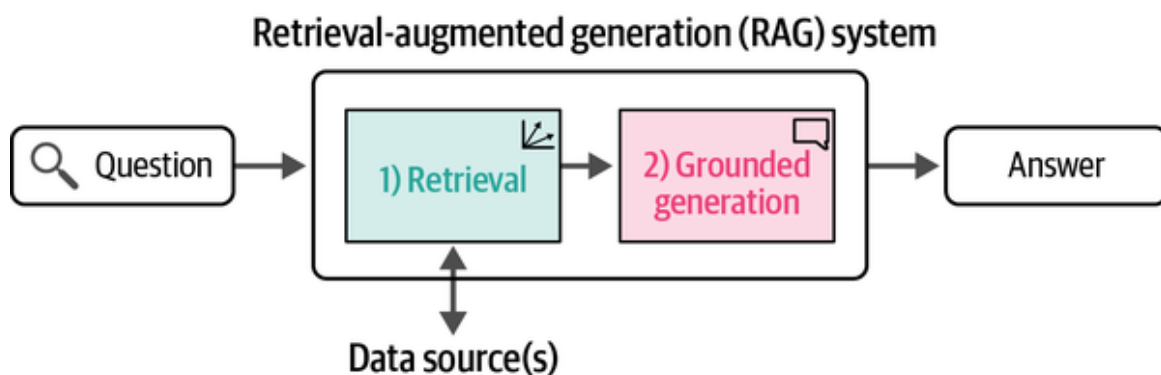 Retrieval-augmented generation (RAG) system
Question
1) Retrieval
2) Grounded
generation
Answer
Data source(s)